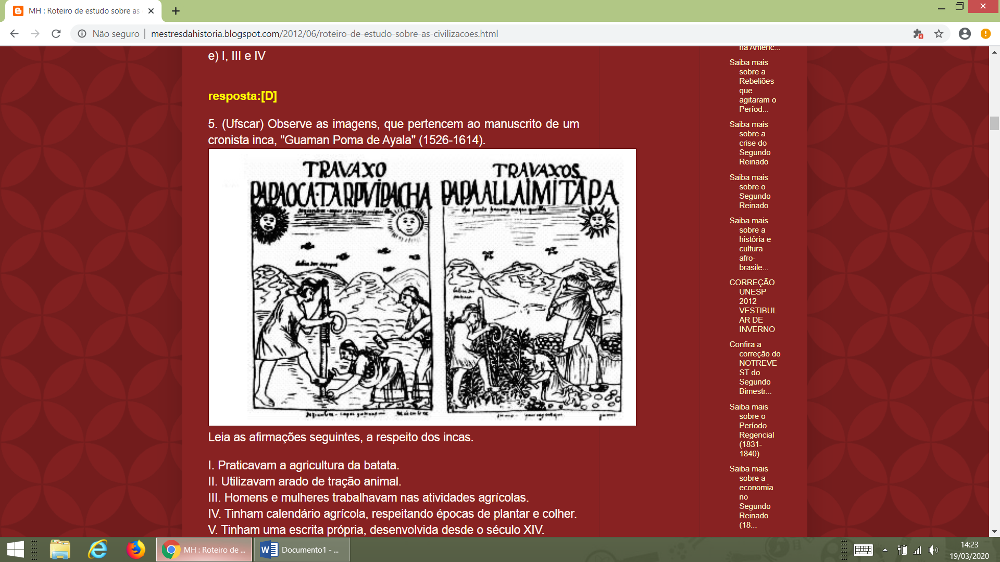 MH : Roteiro de estudo sobre as
Não seguro
mestresdahistoria.blogspot.com/2012/06/roteiro-de-estudo-sobre-as-civilizacoes.html
e) I, III e IV
resposta:[D]
5. (Ufscar) Observe as imagens, que pertencem ao manuscrito de um
cronista inca, "Guaman Poma de Ayala" (1526-1614).
TRAVAXO
PAPAOCA·TARPVIPACHA
TRAVAXOS
PAPAALLAIMITAPA
Leia as afirmações seguintes, a respeito dos incas.
I. Praticavam a agricultura da batata.
II. Utilizavam arado de tração animal.
III. Homens e mulheres trabalhavam nas atividades agrícolas.
IV. Tinham calendário agrícola, respeitando épocas de plantar e colher.
V. Tinham uma escrita própria, desenvolvida desde o século XIV.
na Améric...
Saiba mais
sobre a
Rebeliões
que
agitaram o
Períod...
Saiba mais
sobre a
crise do
Segundo
Reinado
Saiba mais
sobre o
Segundo
Reinado
Saiba mais
sobre a
história e
cultura
afro-
brasile...
CORREÇÃO
UNESP
2012
VESTIBUL
AR DE
INVERNO
Confira a
correção do
NOTREVE
ST do
Segundo
Bimestr...
Saiba mais
sobre o
Período
Regencial
(1831-
1840)
Saiba mais
sobre a
economia
no
Segundo
Reinado
(18...
MH : Roteiro de ...
Documento1 - ...
14:23
19/03/2020